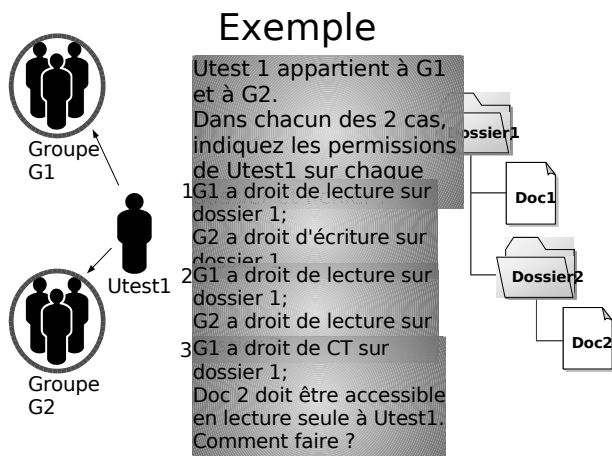 Exemple
Utest 1 appartient à G1
et à G2.
Dans chacun des 2 cas,
indiquez les permissions
de Utest1 sur chaque
1G1 a droit de lecture sur
dossier 1;
G2 a droit d'écriture sur
dossier 1
2G1 a droit de lecture sur
dossier 1;
G2 a droit de lecture sur
3G1 a droit de CT sur
dossier 1;
Doc 2 doit être accessible
en lecture seule à Utest1.
Comment faire ?
Groupe
G1
Utest1
Groupe
G2
Dossier1
Doc1
Dossier2
Doc2